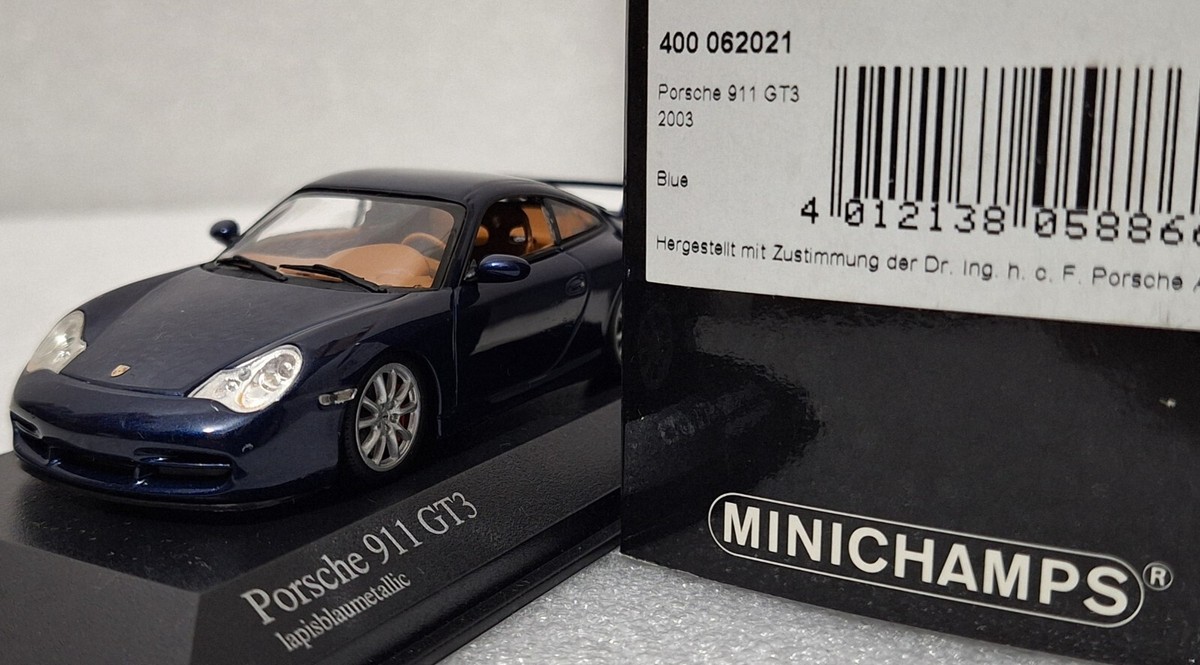 400 062021
Porsche 911 GT3
2003
Blue
4 012138 05886
Hergestellt mit Zustimmung der Dr. Ing. h. c. F. Porsche
MINICHAMPS®
Porsche 911 GT3
lapisblaumetallic